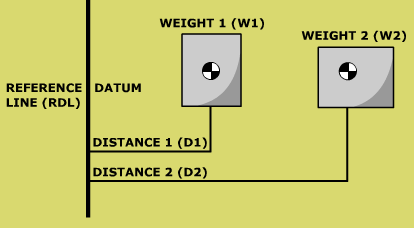 WEIGHT 1 (W1)
WEIGHT 2 (W2)
REFERENCE
LINE (RDL)
DATUM
DISTANCE 1 (D1)
DISTANCE 2 (D2)